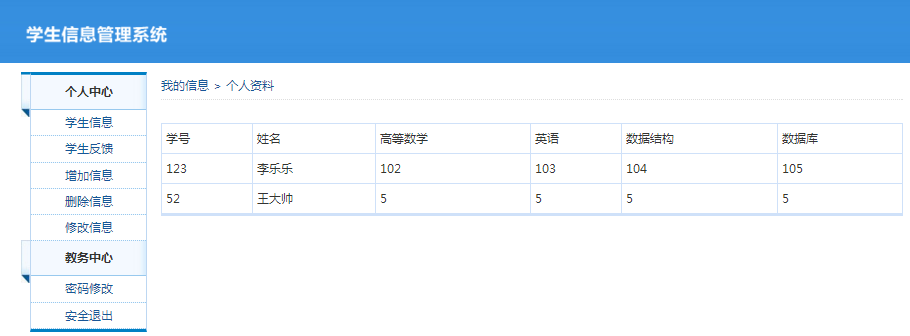 学生信息管理系统
个人中心
学生信息
学生反馈
增加信息
删除信息
修改信息
教务中心
密码修改
安全退出
我的信息 > 个人资料
学号 姓名 高等数学 英语 数据结构 数据库
123 李乐乐 102 103 104 105
52 王大帅 5 5 5 5